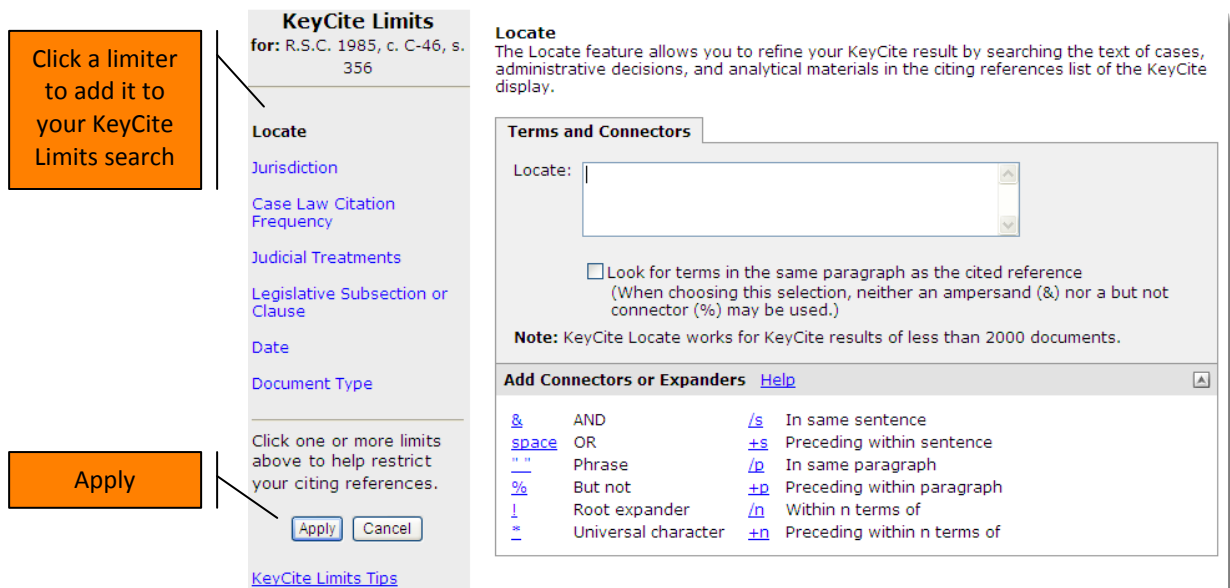 Click a limiter
to add it to
your KeyCite
Limits search
Apply
KeyCite Limits
for: R.S.C. 1985, c. C-46, s.
356
Locate
Jurisdiction
Case Law Citation
Frequency
Judicial Treatments
Legislative Subsection or
Clause
Date
Document Type
Click one or more limits
above to help restrict
your citing references.
Apply Cancel
KeyCite Limits Tips
Locate
The Locate feature allows you to refine your KeyCite result by searching the text of cases,
administrative decisions, and analytical materials in the citing references list of the KeyCite
display.
Terms and Connectors
Locate:
Look for terms in the same paragraph as the cited reference
(When choosing this selection, neither an ampersand (&) nor a but not
connector (%) may be used.)
Note: KeyCite Locate works for KeyCite results of less than 2000 documents.
Add Connectors or Expanders Help
& AND /s In same sentence
space OR +s Preceding within sentence
" " Phrase /p In same paragraph
% But not +p Preceding within paragraph
! Root expander /n Within n terms of
* Universal character +n Preceding within n terms of